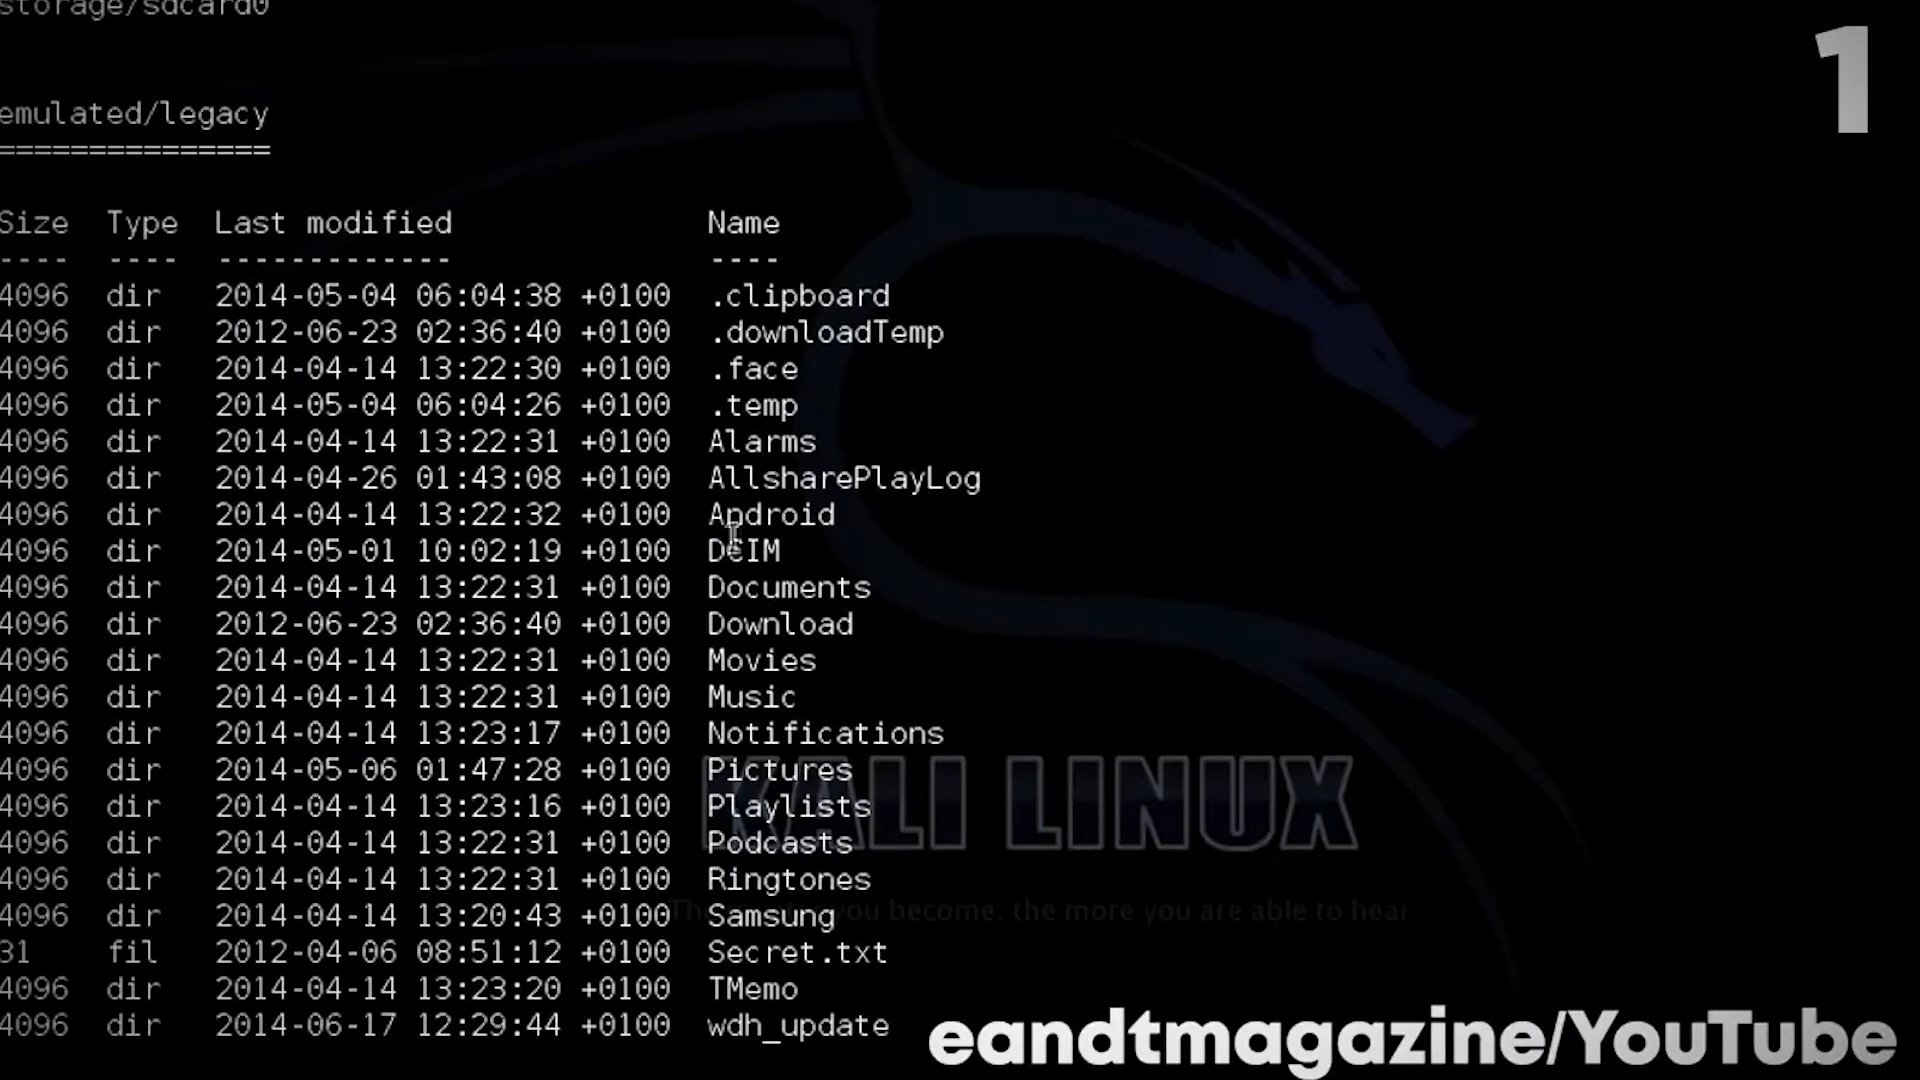 storage/sdcard0
1
emulated/legacy
===============
Size Type Last modified Name
---- ---- ------------- ----
4096 dir 2014-05-04 06:04:38 +0100 .clipboard
4096 dir 2012-06-23 02:36:40 +0100 .downloadTemp
4096 dir 2014-04-14 13:22:30 +0100 .face
4096 dir 2014-05-04 06:04:26 +0100 .temp
4096 dir 2014-04-14 13:22:31 +0100 Alarms
4096 dir 2014-04-26 01:43:08 +0100 AllsharePlayLog
4096 dir 2014-04-14 13:22:32 +0100 Android
4096 dir 2014-05-01 10:02:19 +0100 DCIM
4096 dir 2014-04-14 13:22:31 +0100 Documents
4096 dir 2012-06-23 02:36:40 +0100 Download
4096 dir 2014-04-14 13:22:31 +0100 Movies
4096 dir 2014-04-14 13:22:31 +0100 Music
4096 dir 2014-04-14 13:23:17 +0100 Notifications
4096 dir 2014-05-06 01:47:28 +0100 Pictures
4096 dir 2014-04-14 13:23:16 +0100 Playlists
KALI LINUX
4096 dir 2014-04-14 13:22:31 +0100 Podcasts
4096 dir 2014-04-14 13:22:31 +0100 Ringtones
4096 dir 2014-04-14 13:20:43 +0100 Samsung
you become, the more you are able to hear
31 fil 2012-04-06 08:51:12 +0100 Secret.txt
4096 dir 2014-04-14 13:23:20 +0100 TMemo
4096 dir 2014-06-17 12:29:44 +0100 wdh_update
eandtmagazine/YouTube